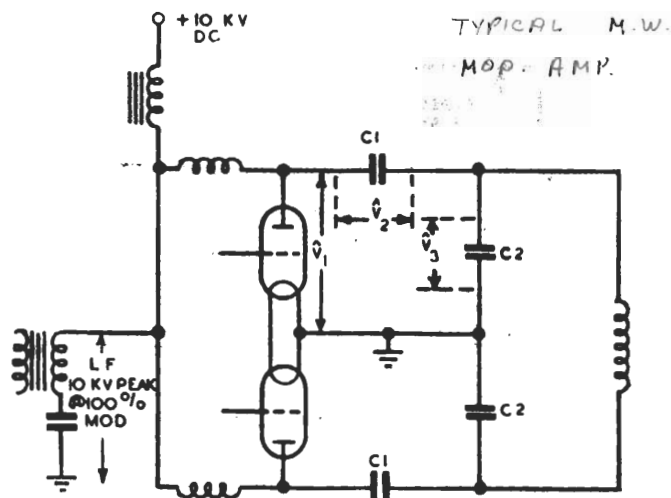 +10 KV
DC
TYPICAL M.W.
MOD. AMP.
C1
V̂1
V̂2
V̂3
C2
LF
10 KV PEAK
@100%
MOD
C2
C1